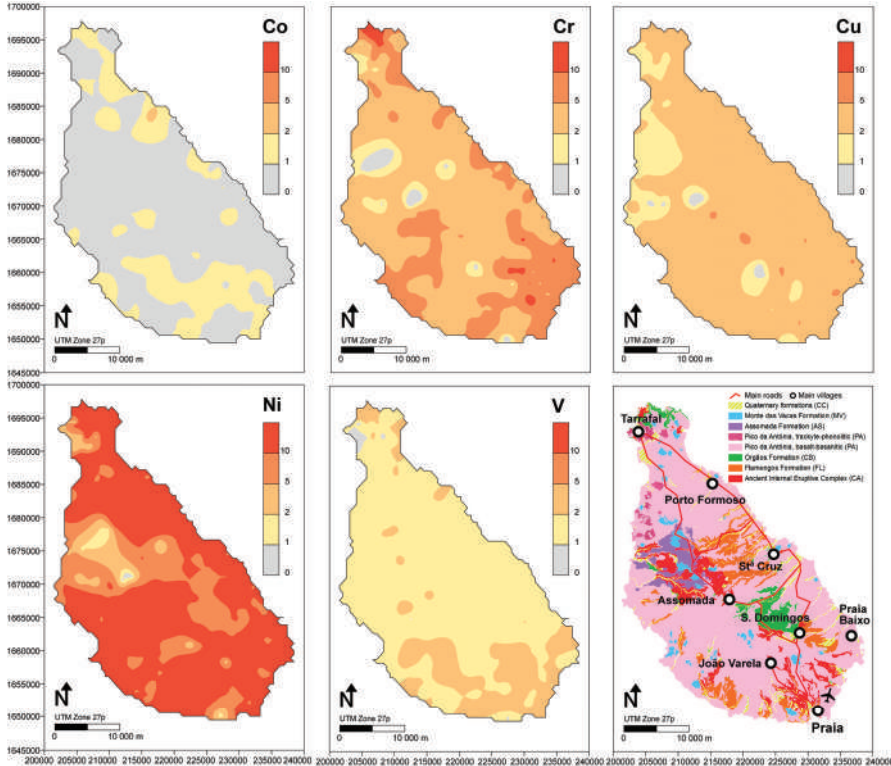 1700000
1695000
1690000
1685000
1680000
1675000
1670000
1665000
1660000
1655000
1650000
1645000
Co
10
5
2
1
0
N
UTM Zone 27p
0 10 000 m
Cr
10
5
2
1
0
N
UTM Zone 27p
0 10 000 m
Cu
10
5
2
1
0
N
UTM Zone 27p
0 10 000 m
1700000
1695000
1690000
1685000
1680000
1675000
1670000
1665000
1660000
1655000
1650000
1645000
Ni
10
5
2
1
0
N
UTM Zone 27p
0 10 000 m
200000 205000 210000 215000 220000 225000 230000 235000 240000
V
10
5
2
1
0
N
UTM Zone 27p
0 10 000 m
205000 210000 215000 220000 225000 230000 235000 240000
Main roads Main villages
Quaternary formations (CC)
Monte das Vacas Formation (MV)
Assomada Formation (AS)
Pico da Antónia, trackyte-phonolitic (PA)
Pico da Antónia, basalt-basanitic (PA)
Orgãos Formation (CB)
Flamengos Formation (FL)
Ancient Internal Eruptive Complex (CA)
Tarrafal
Porto Formoso
Stª Cruz
Assomada
S. Domingos
Praia
Baixo
João Varela
Praia
N
UTM Zone 27p
0 10 000 m
200000 205000 210000 215000 220000 225000 230000 235000 240000